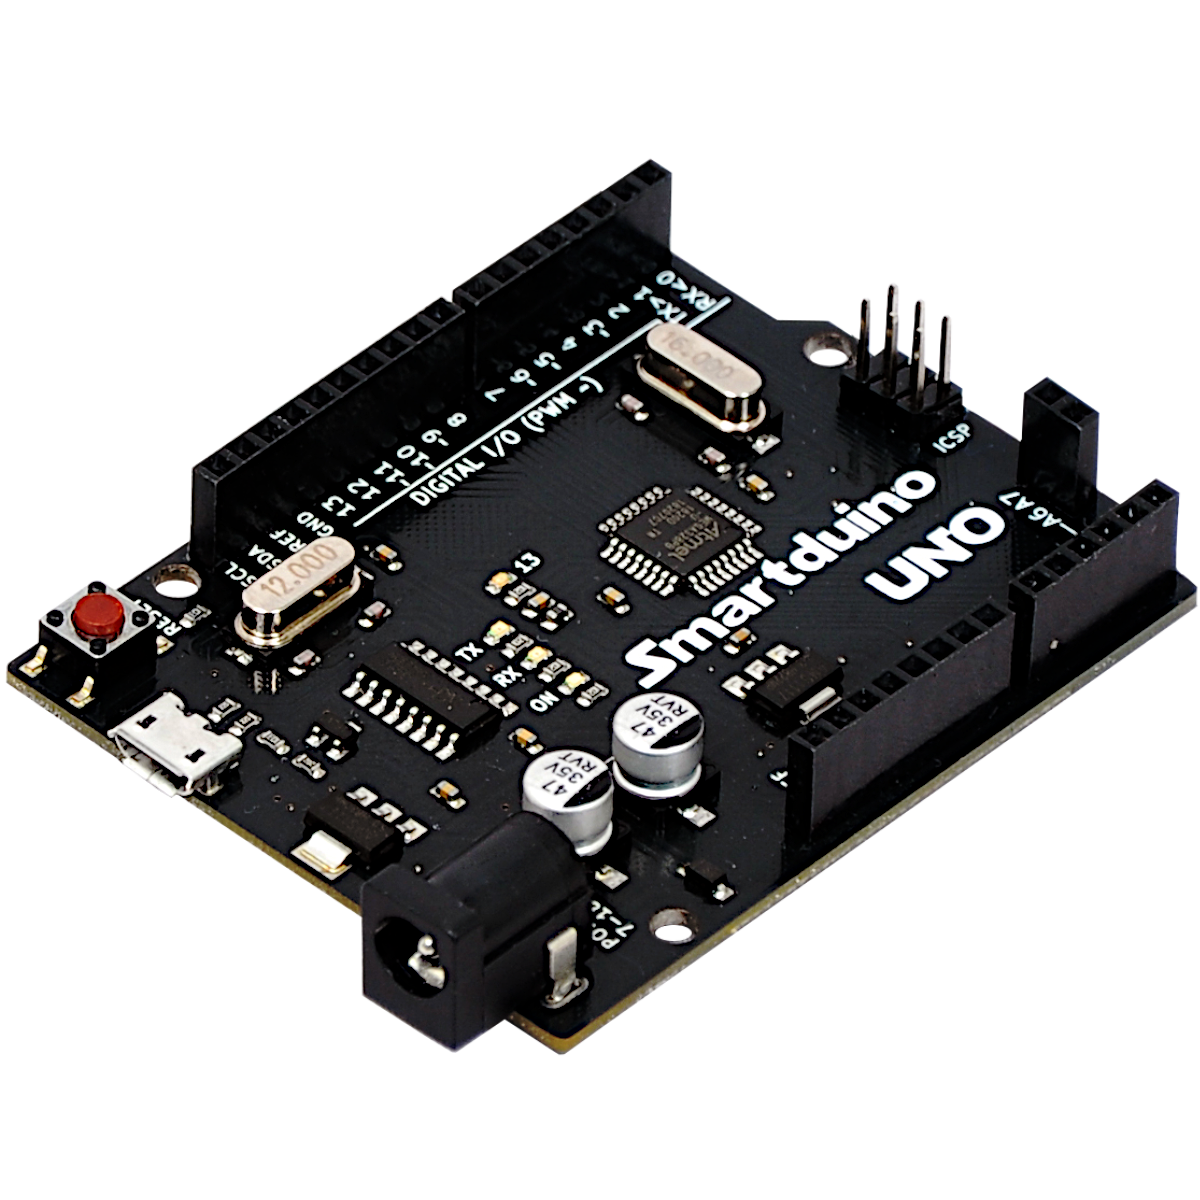 RX<0
TX>1
2
-3
4
-5
-6
7
8
-9
-10
-11
12
13
GND
SDA
SCL
DIGITAL I/O (PWM -)
16.000
12.000
ICSP
A6 A7
Smartduino
UNO
Atmel
13
TX
RX
ON
47
35V
RVT
47
35V
RVT